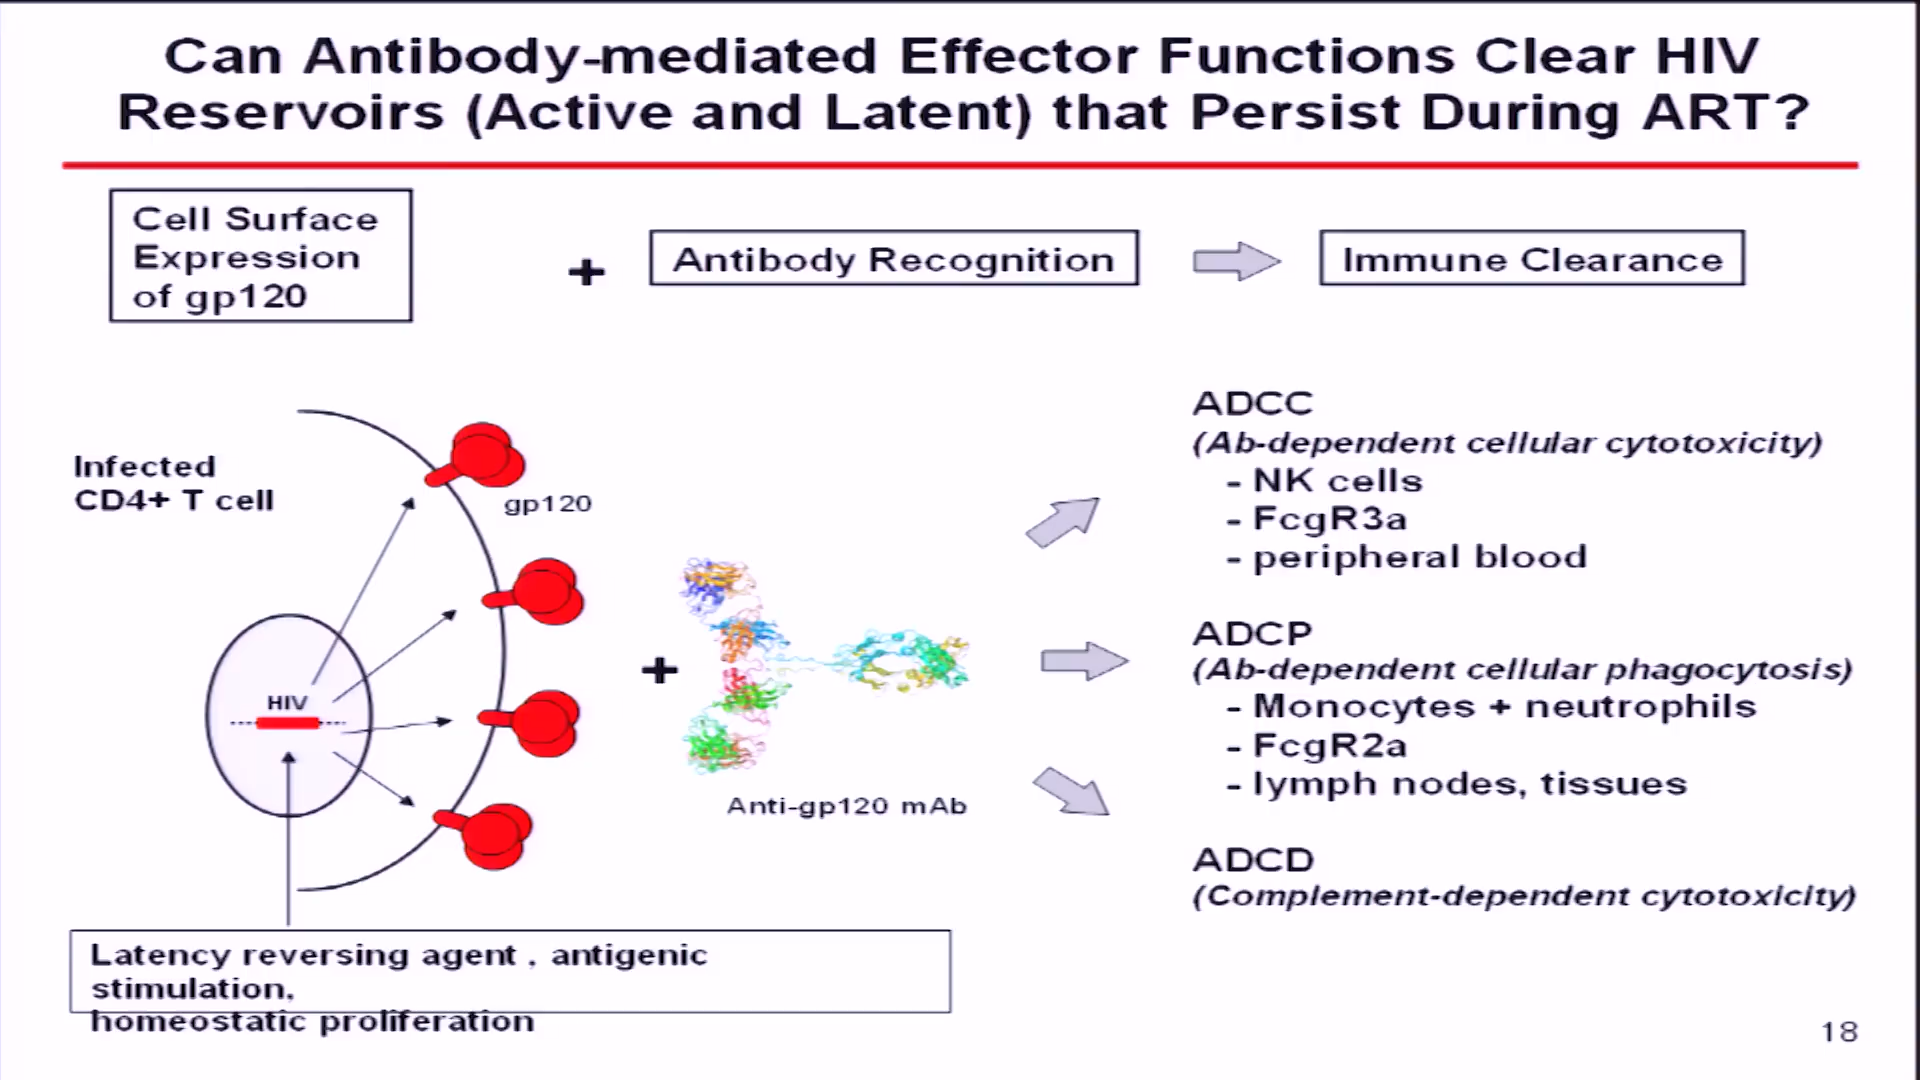 Can Antibody-mediated Effector Functions Clear HIV
Reservoirs (Active and Latent) that Persist During ART?
Cell Surface
Expression
of gp120
+
Antibody Recognition
Immune Clearance
Infected
CD4+ T cell
gp120
HIV
+
Anti-gp120 mAb
ADCC
(Ab-dependent cellular cytotoxicity)
- NK cells
- FcgR3a
- peripheral blood
ADCP
(Ab-dependent cellular phagocytosis)
- Monocytes + neutrophils
- FcgR2a
- lymph nodes, tissues
ADCD
(Complement-dependent cytotoxicity)
Latency reversing agent , antigenic
stimulation,
homeostatic proliferation
18